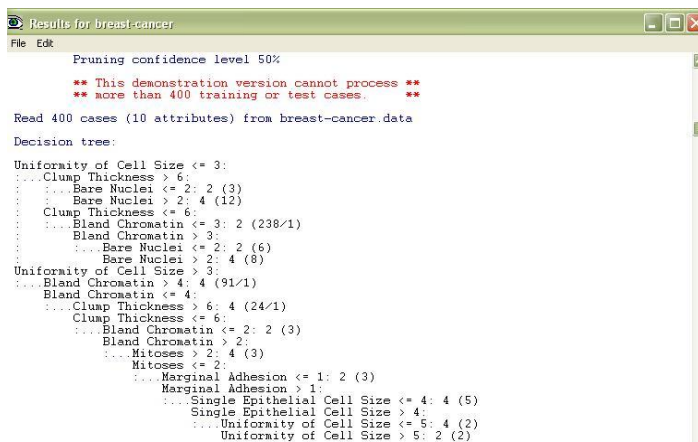 Results for breast-cancer
File Edit
Pruning confidence level 50%
** This demonstration version cannot process **
** more than 400 training or test cases. **
Read 400 cases (10 attributes) from breast-cancer.data
Decision tree:
Uniformity of Cell Size <= 3:
:...Clump Thickness > 6:
:   :...Bare Nuclei <= 2: 2 (3)
:   :   Bare Nuclei > 2: 4 (12)
:   Clump Thickness <= 6:
:   :...Bland Chromatin <= 3: 2 (238/1)
:       Bland Chromatin > 3:
:       :...Bare Nuclei <= 2: 2 (6)
:           Bare Nuclei > 2: 4 (8)
Uniformity of Cell Size > 3:
:...Bland Chromatin > 4: 4 (91/1)
    Bland Chromatin <= 4:
    :...Clump Thickness > 6: 4 (24/1)
        Clump Thickness <= 6:
        :...Bland Chromatin <= 2: 2 (3)
            Bland Chromatin > 2:
            :...Mitoses > 2: 4 (3)
                Mitoses <= 2:
                :...Marginal Adhesion <= 1: 2 (3)
                    Marginal Adhesion > 1:
                    :...Single Epithelial Cell Size <= 4: 4 (5)
                        Single Epithelial Cell Size > 4:
                        :...Uniformity of Cell Size <= 5: 4 (2)
                            Uniformity of Cell Size > 5: 2 (2)